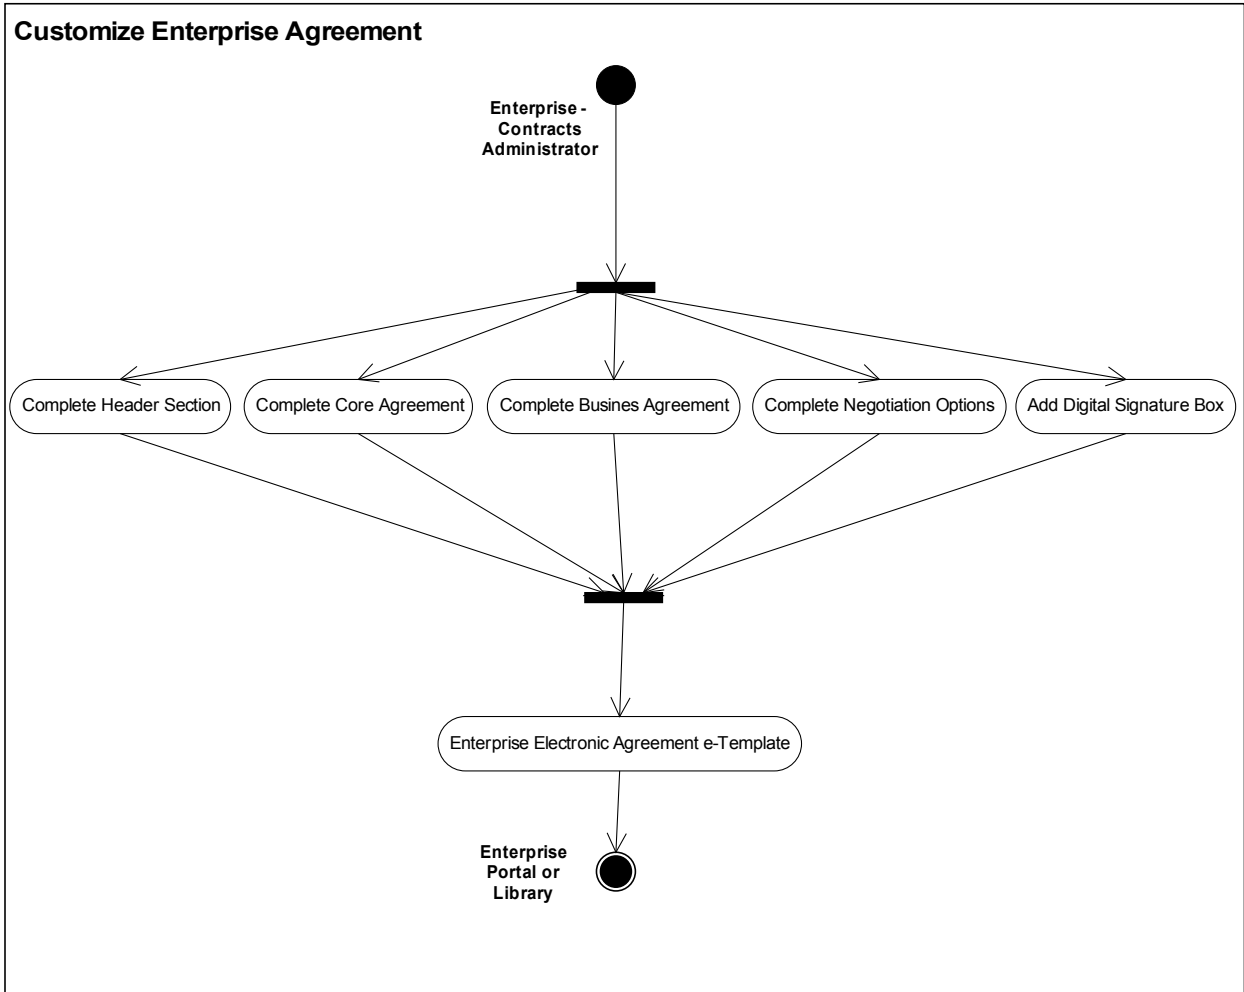 Customize Enterprise Agreement
Enterprise -
Contracts
Administrator
Complete Header Section
Complete Core Agreement
Complete Busines Agreement
Complete Negotiation Options
Add Digital Signature Box
Enterprise Electronic Agreement e-Template
Enterprise
Portal or
Library